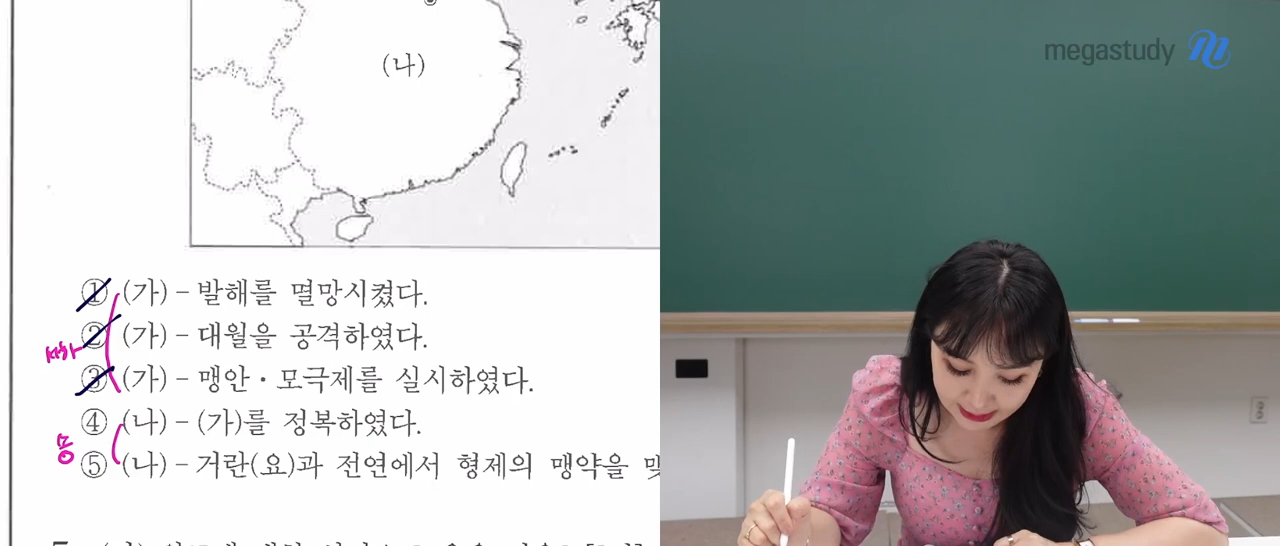 megastudy
(나)
① (가) – 발해를 멸망시켰다.
② (가) – 대월을 공격하였다.
서하
③ (가) – 맹안·모극제를 실시하였다.
④ (나) – (가)를 정복하였다.
송
⑤ (나) – 거란(요)과 전연에서 형제의 맹약을